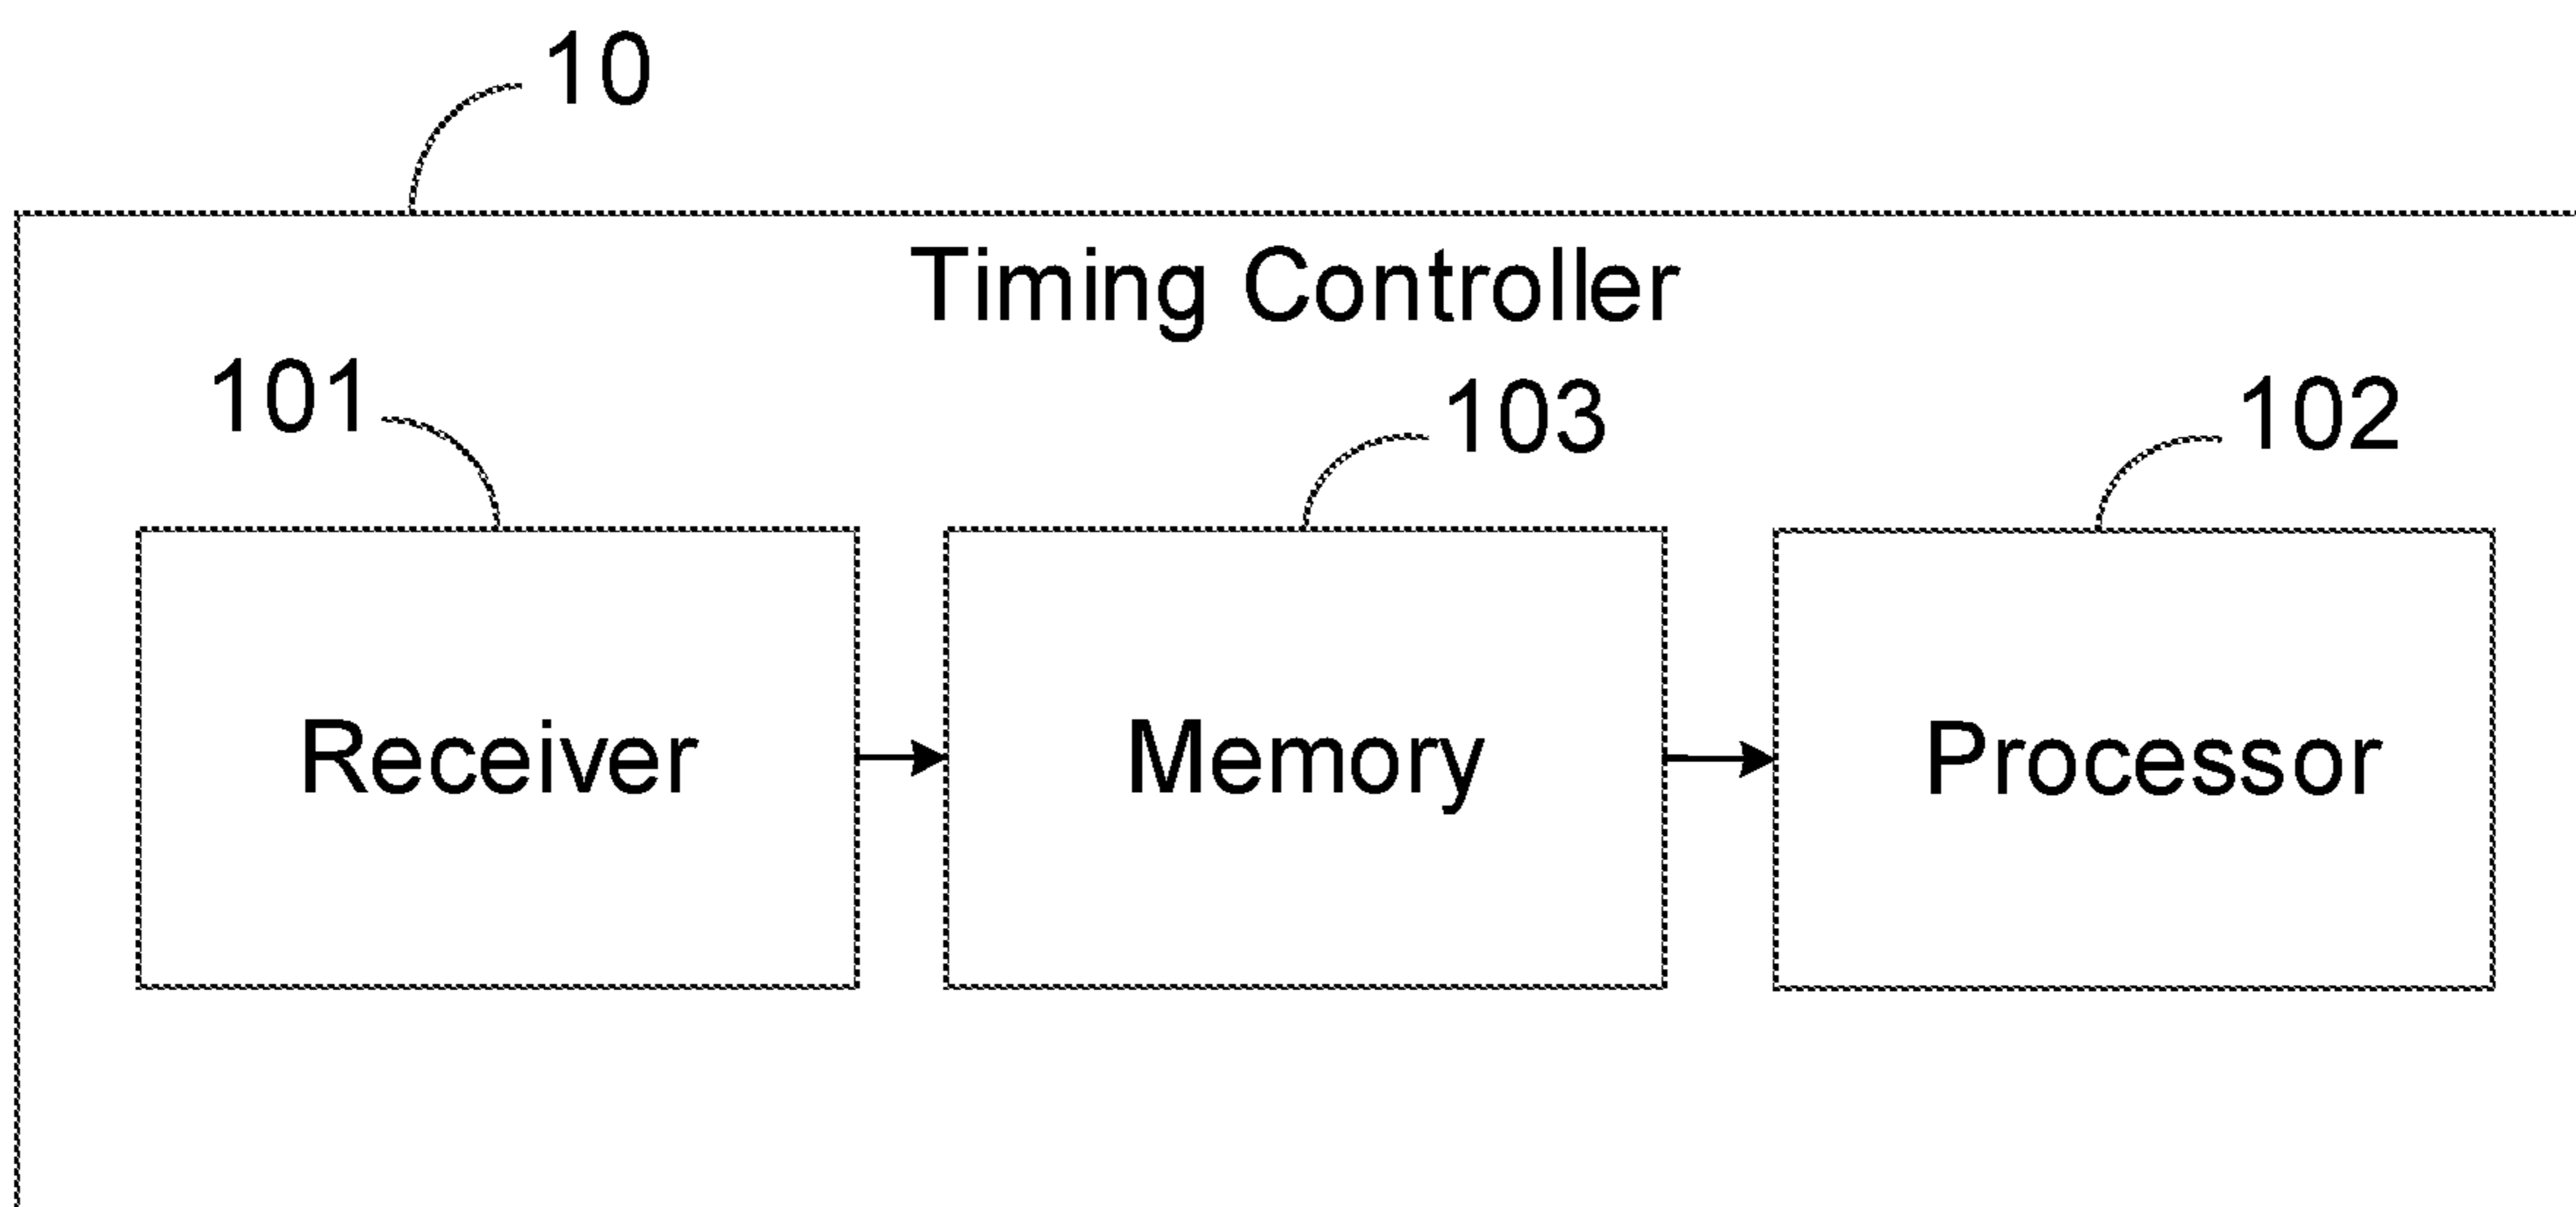 10
Timing Controller
101
103
102
Receiver
Memory
Processor